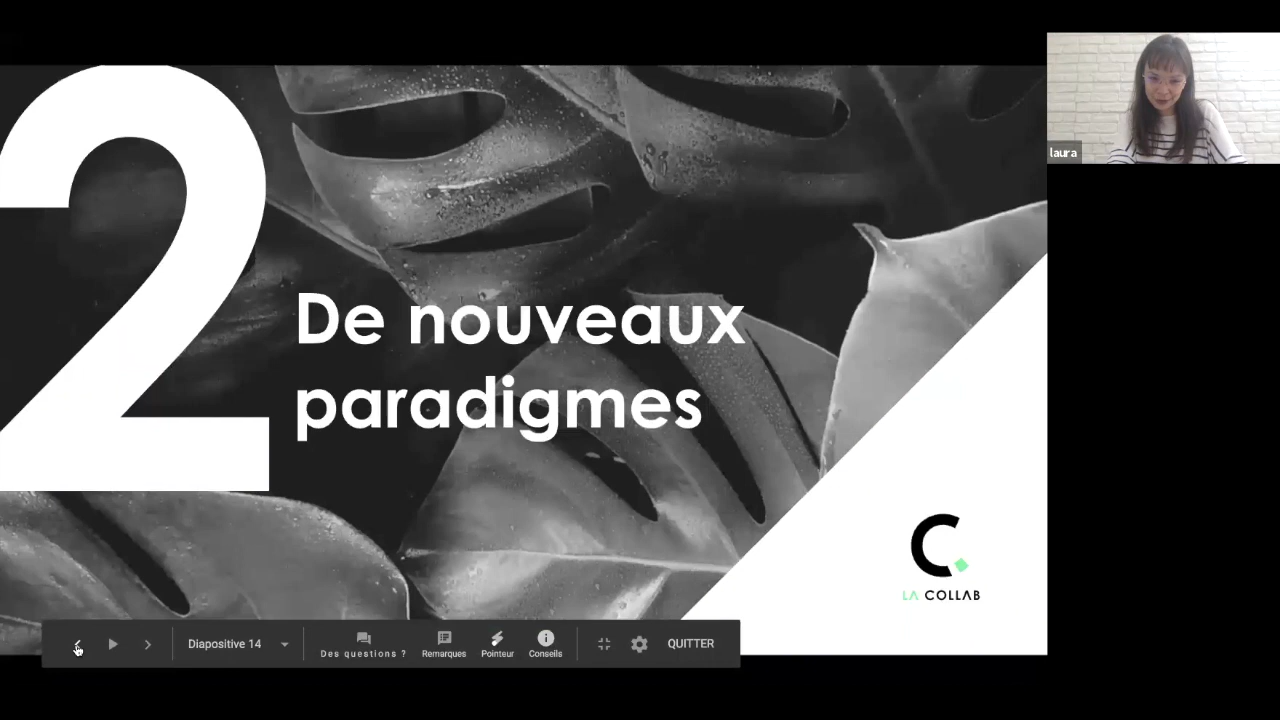 2
De nouveaux
paradigmes
laura
C
LA COLLAB
Diapositive 14
Des questions ?
Remarques
Pointeur
Conseils
QUITTER